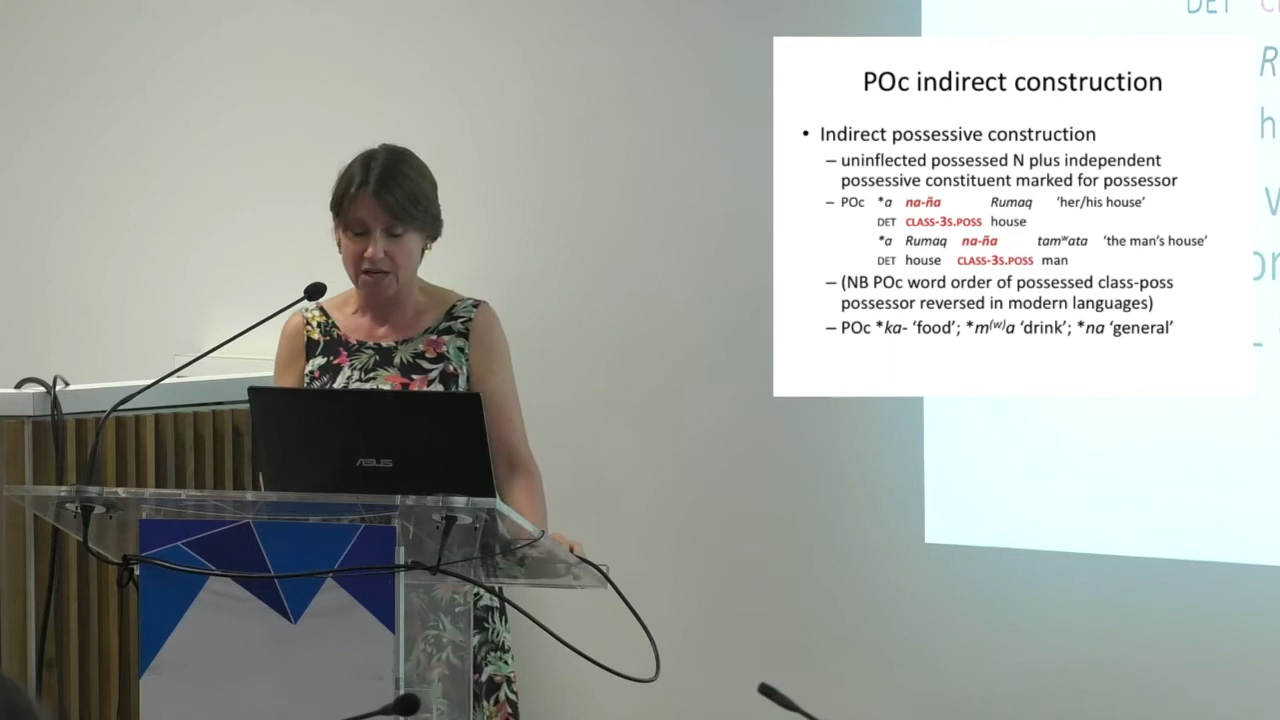 POc indirect construction
• Indirect possessive construction
– uninflected possessed N plus independent
possessive constituent marked for possessor
– POc *a na-ña Rumaq ‘her/his house’
DET CLASS-3S.POSS house
*a Rumaq na-ña tamʷata ‘the man’s house’
DET house CLASS-3S.POSS man
– (NB POc word order of possessed class-poss
possessor reversed in modern languages)
– POc *ka- ‘food’; *m⁽ʷ⁾a ‘drink’; *na ‘general’
DET
ASUS